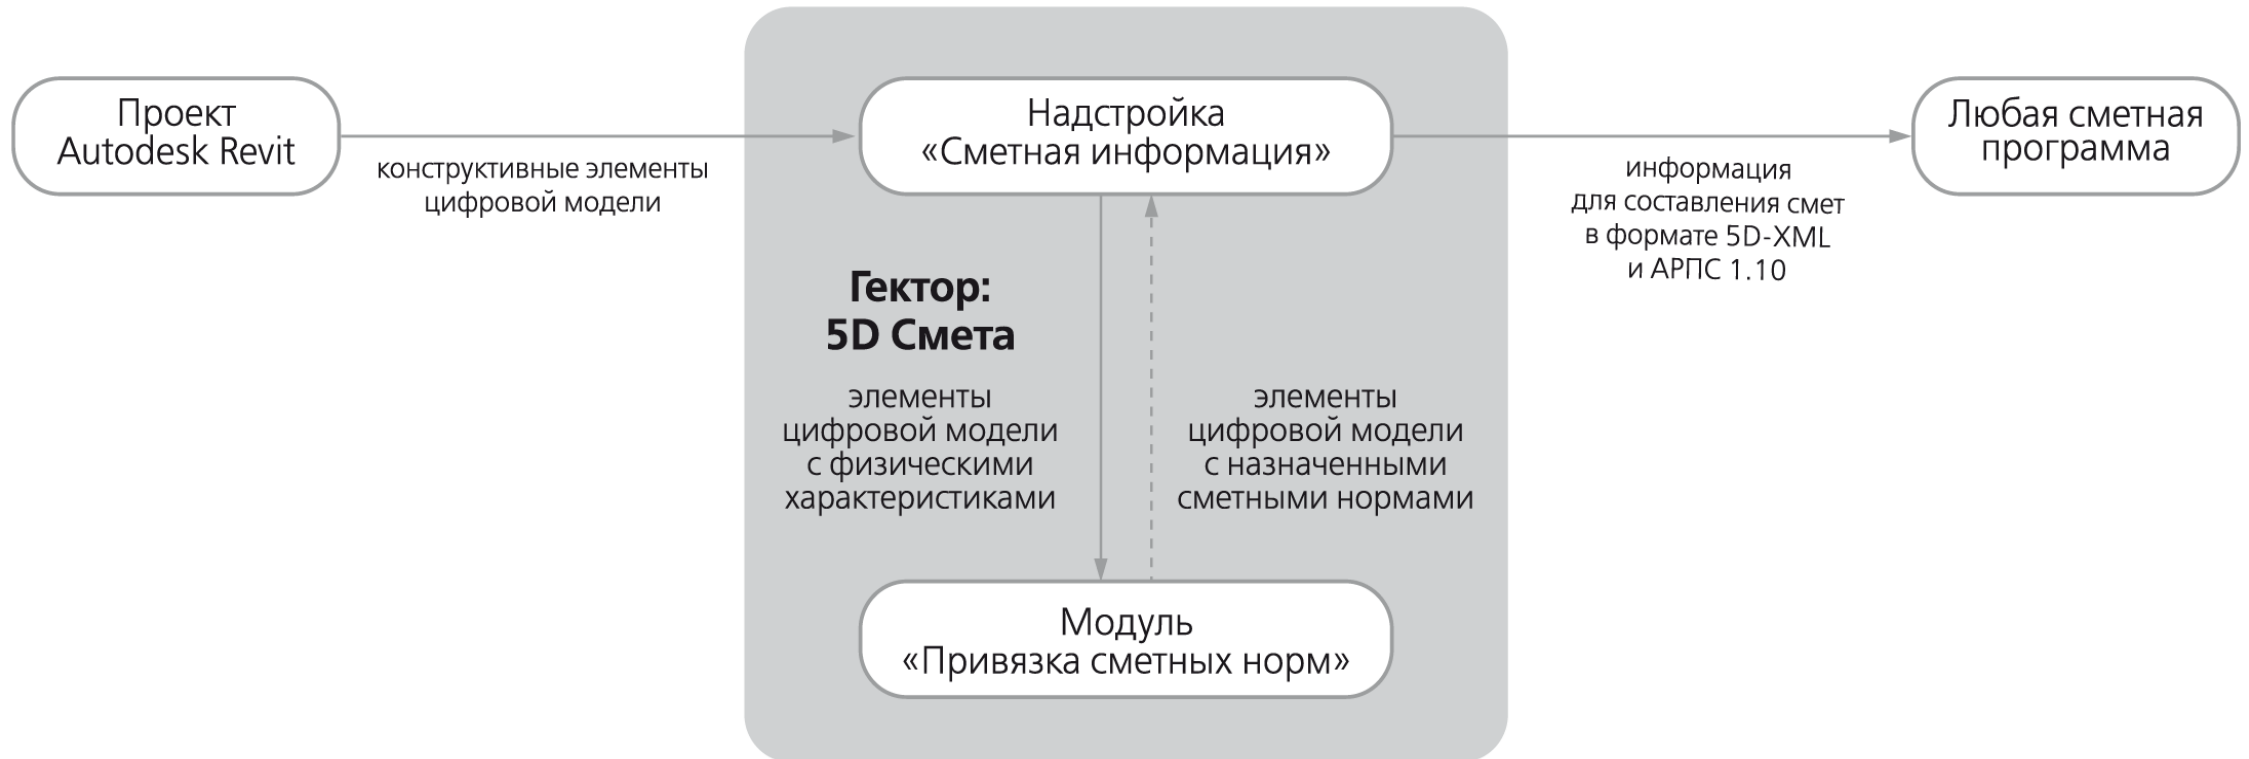 Проект
Autodesk Revit
конструктивные элементы
цифровой модели
Надстройка
«Сметная информация»
информация
для составления смет
в формате 5D-XML
и АРПС 1.10
Любая сметная
программа
Гектор:
5D Смета
элементы
цифровой модели
с физическими
характеристиками
элементы
цифровой модели
с назначенными
сметными нормами
Модуль
«Привязка сметных норм»